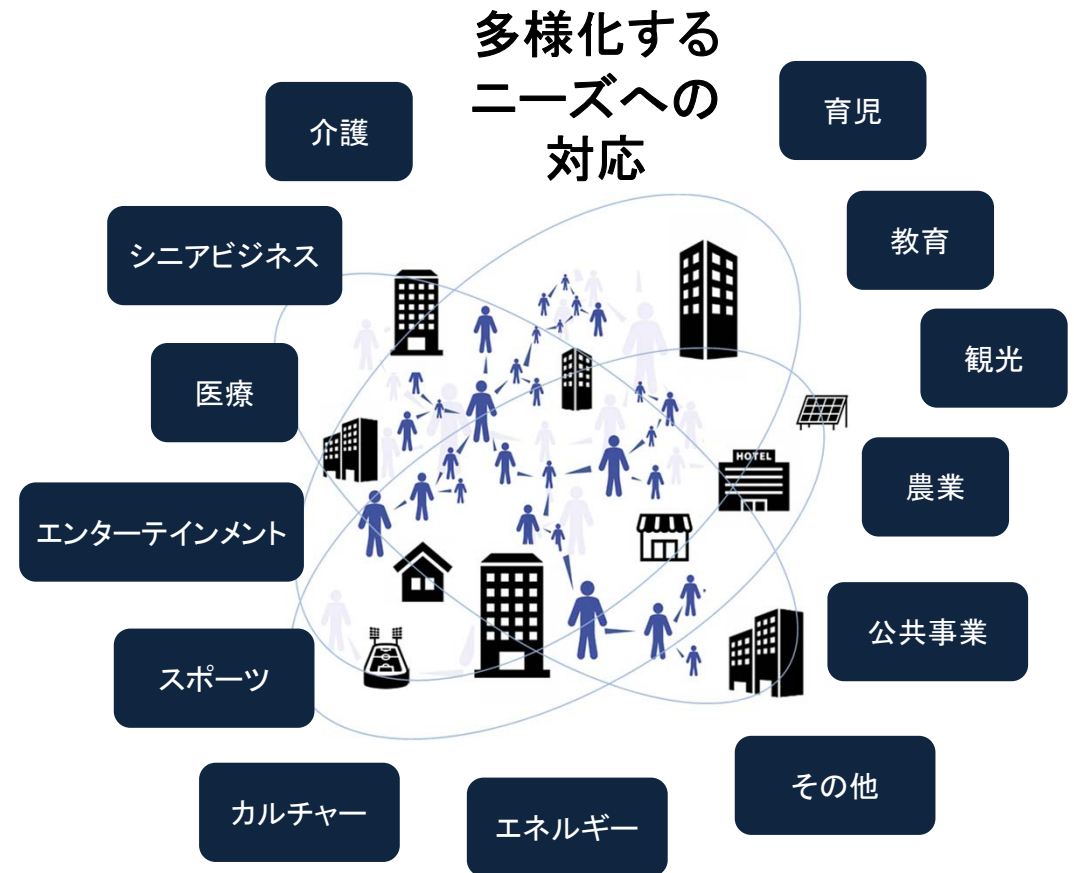 多様化する
ニーズへの
対応
介護
育児
シニアビジネス
教育
観光
医療
HOTEL
農業
エンターテインメント
公共事業
スポーツ
その他
カルチャー
エネルギー